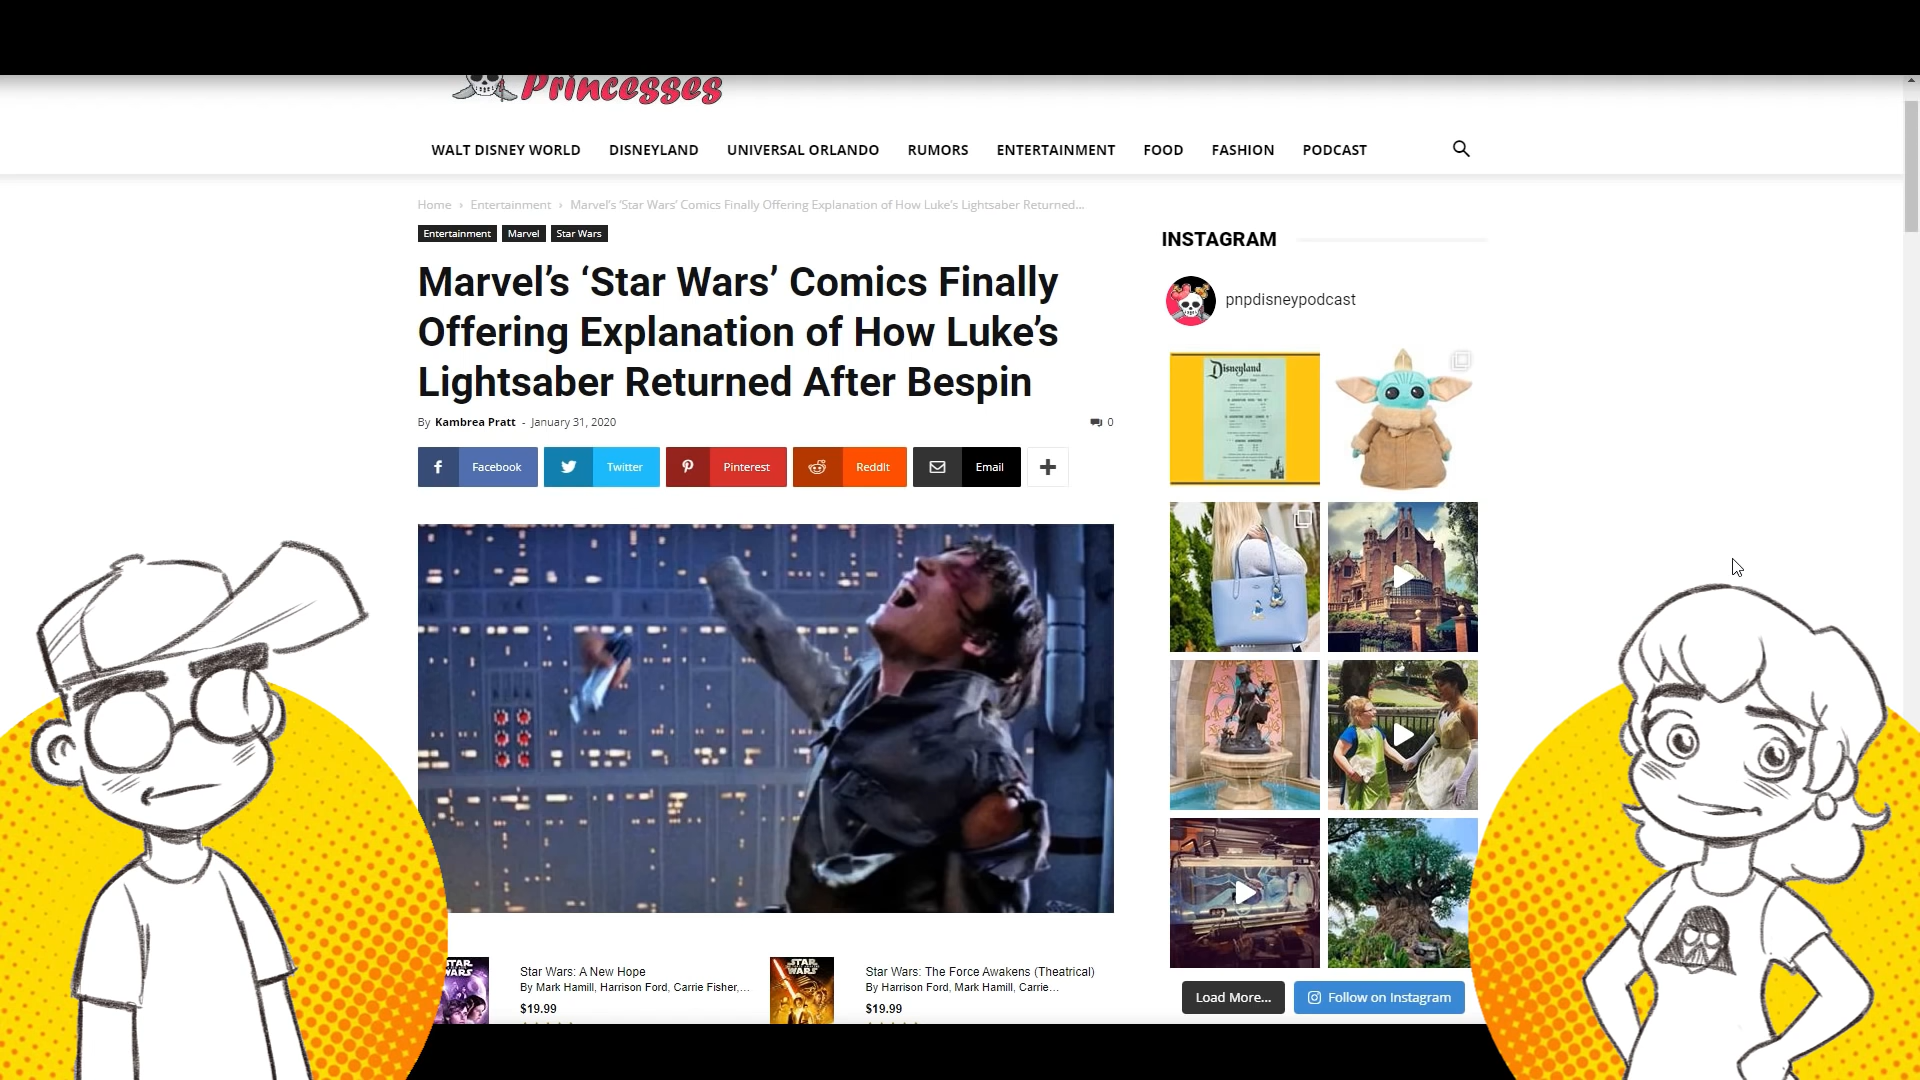 Princesses
WALT DISNEY WORLD DISNEYLAND UNIVERSAL ORLANDO RUMORS ENTERTAINMENT FOOD FASHION PODCAST
Home › Entertainment › Marvel’s ‘Star Wars’ Comics Finally Offering Explanation of How Luke’s Lightsaber Returned...
Entertainment Marvel Star Wars
Marvel’s ‘Star Wars’ Comics Finally
Offering Explanation of How Luke’s
Lightsaber Returned After Bespin
By Kambrea Pratt - January 31, 2020
0
Facebook Twitter Pinterest ReddIt Email +
INSTAGRAM
pnpdisneypodcast
Disneyland
STAR
WARS
Star Wars: A New Hope
By Mark Hamill, Harrison Ford, Carrie Fisher,...
$19.99
STAR
WARS
Star Wars: The Force Awakens (Theatrical)
By Harrison Ford, Mark Hamill, Carrie...
$19.99
Load More...
Follow on Instagram